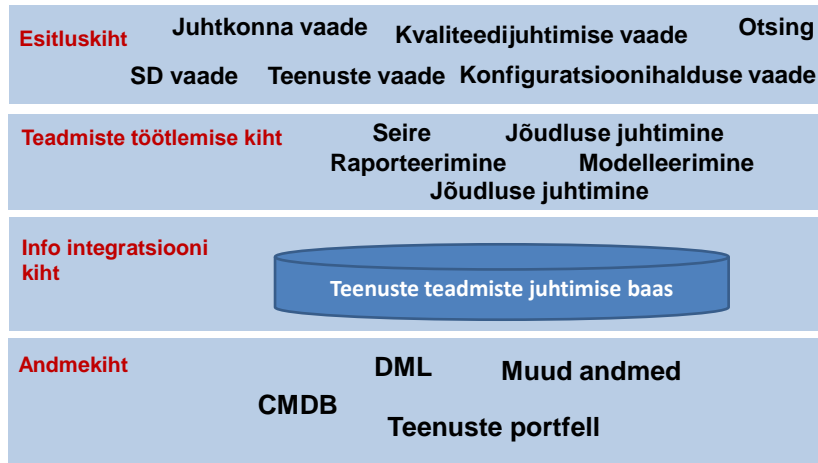 Esitluskiht
Juhtkonna vaade
Kvaliteedijuhtimise vaade
Otsing
SD vaade
Teenuste vaade
Konfiguratsioonihalduse vaade
Teadmiste töötlemise kiht
Seire
Jõudluse juhtimine
Raporteerimine
Modelleerimine
Jõudluse juhtimine
Info integratsiooni
kiht
Teenuste teadmiste juhtimise baas
Andmekiht
DML
Muud andmed
CMDB
Teenuste portfell